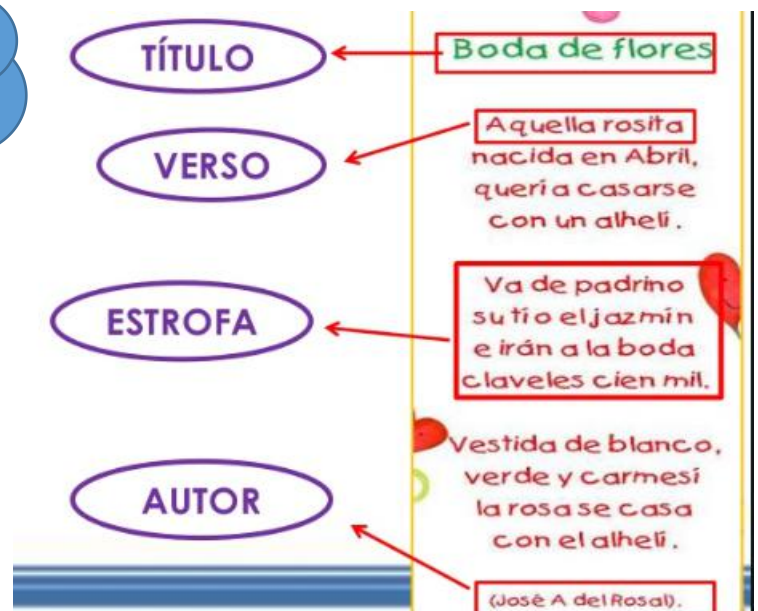 TÍTULO
Boda de flores
VERSO
Aquella rosita
nacida en Abril,
quería casarse
con un alhelí.
ESTROFA
Va de padrino
su tío el jazmín
e irán a la boda
claveles cien mil.
AUTOR
Vestida de blanco,
verde y carmesí
la rosa se casa
con el alhelí.
(José A del Rosal).